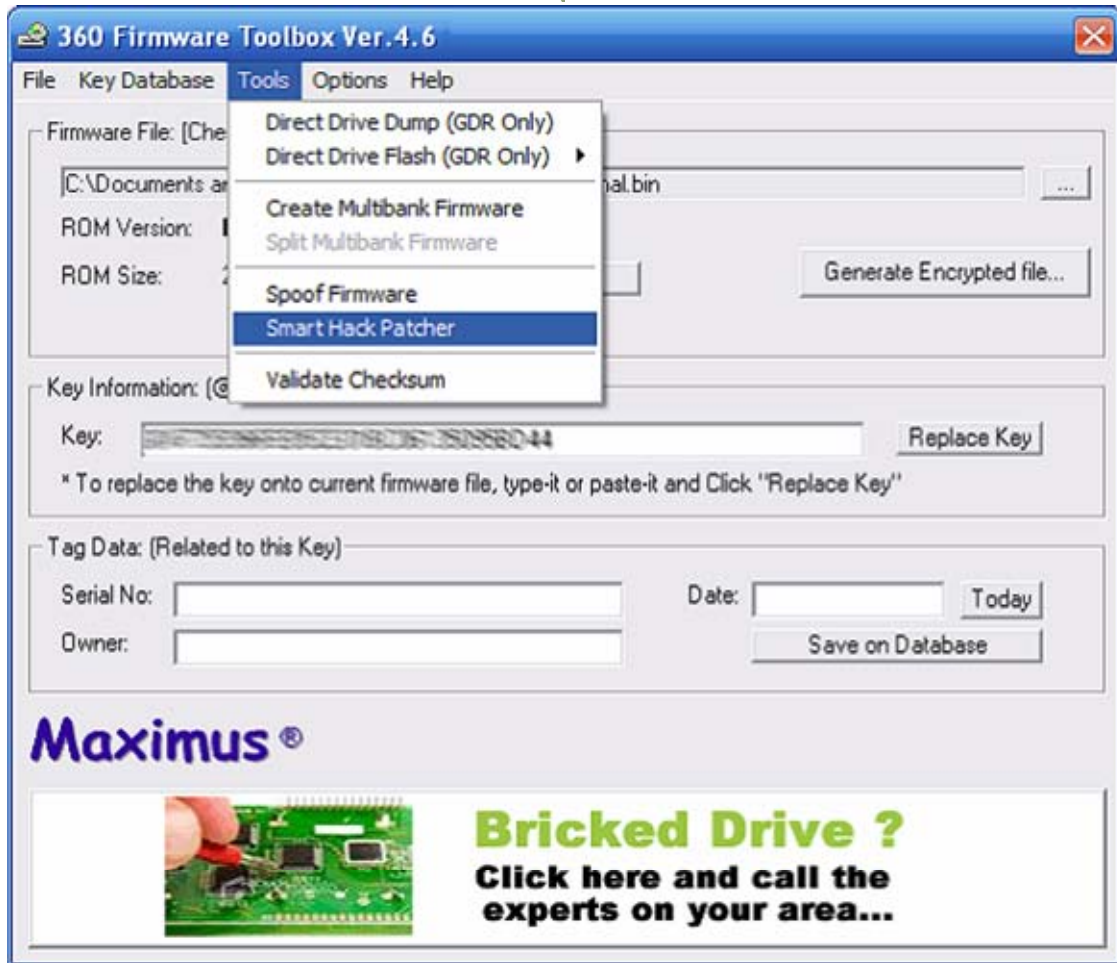 360 Firmware Toolbox Ver.4.6
File Key Database Tools Options Help
Direct Drive Dump (GDR Only)
Direct Drive Flash (GDR Only)
Create Multibank Firmware
Split Multibank Firmware
Spoof Firmware
Smart Hack Patcher
Validate Checksum
Firmware File: [Che
C:\Documents ar nal.bin ...
ROM Version:
ROM Size: Generate Encrypted file...
Key Information: (@
Key: Replace Key
* To replace the key onto current firmware file, type-it or paste-it and Click "Replace Key"
Tag Data: (Related to this Key)
Serial No: Date: Today
Owner: Save on Database
Maximus ®
Bricked Drive ?
Click here and call the
experts on your area...